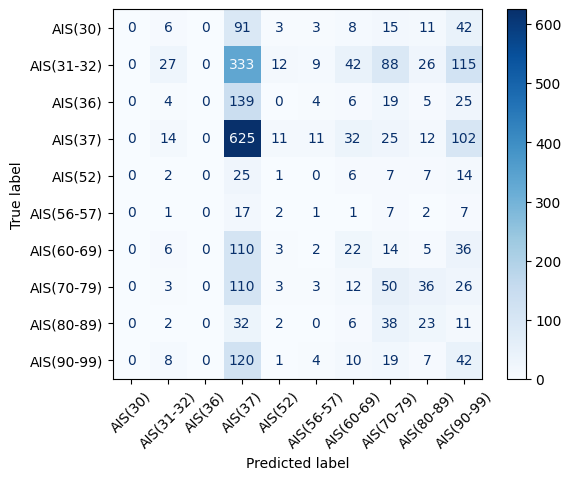 AIS(30) 0 6 0 91 3 3 8 15 11 42
AIS(31-32) 0 27 0 333 12 9 42 88 26 115
AIS(36) 0 4 0 139 0 4 6 19 5 25
AIS(37) 0 14 0 625 11 11 32 25 12 102
AIS(52) 0 2 0 25 1 0 6 7 7 14
AIS(56-57) 0 1 0 17 2 1 1 7 2 7
AIS(60-69) 0 6 0 110 3 2 22 14 5 36
AIS(70-79) 0 3 0 110 3 3 12 50 36 26
AIS(80-89) 0 2 0 32 2 0 6 38 23 11
AIS(90-99) 0 8 0 120 1 4 10 19 7 42
AIS(30) AIS(31-32) AIS(36) AIS(37) AIS(52) AIS(56-57) AIS(60-69) AIS(70-79) AIS(80-89) AIS(90-99)
Predicted label
True label
600
500
400
300
200
100
0